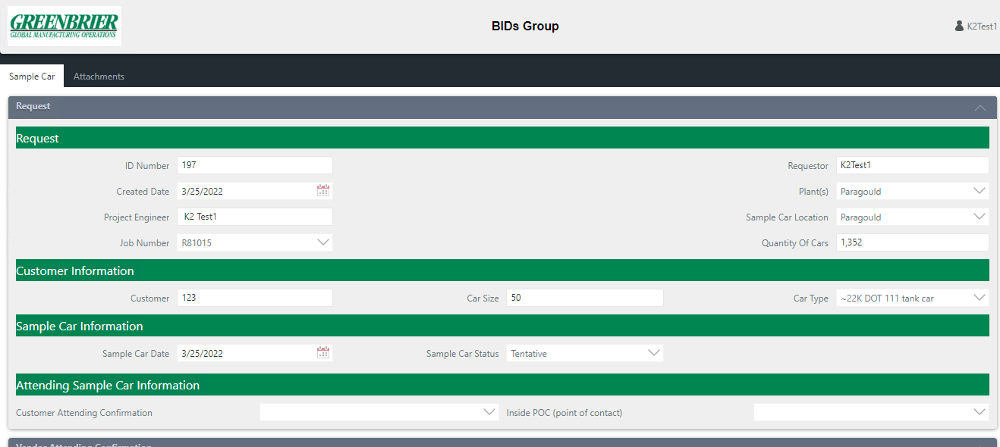 GREENBRIER
GLOBAL MANUFACTURING OPERATIONS
BIDs Group
K2Test1
Sample Car Attachments
Request
Request
ID Number 197 Requestor K2Test1
Created Date 3/25/2022 Plant(s) Paragould
Project Engineer K2 Test1 Sample Car Location Paragould
Job Number R81015 Quantity Of Cars 1,352
Customer Information
Customer 123 Car Size 50 Car Type ~22K DOT 111 tank car
Sample Car Information
Sample Car Date 3/25/2022 Sample Car Status Tentative
Attending Sample Car Information
Customer Attending Confirmation Inside POC (point of contact)
Vendor Attending Confirmation